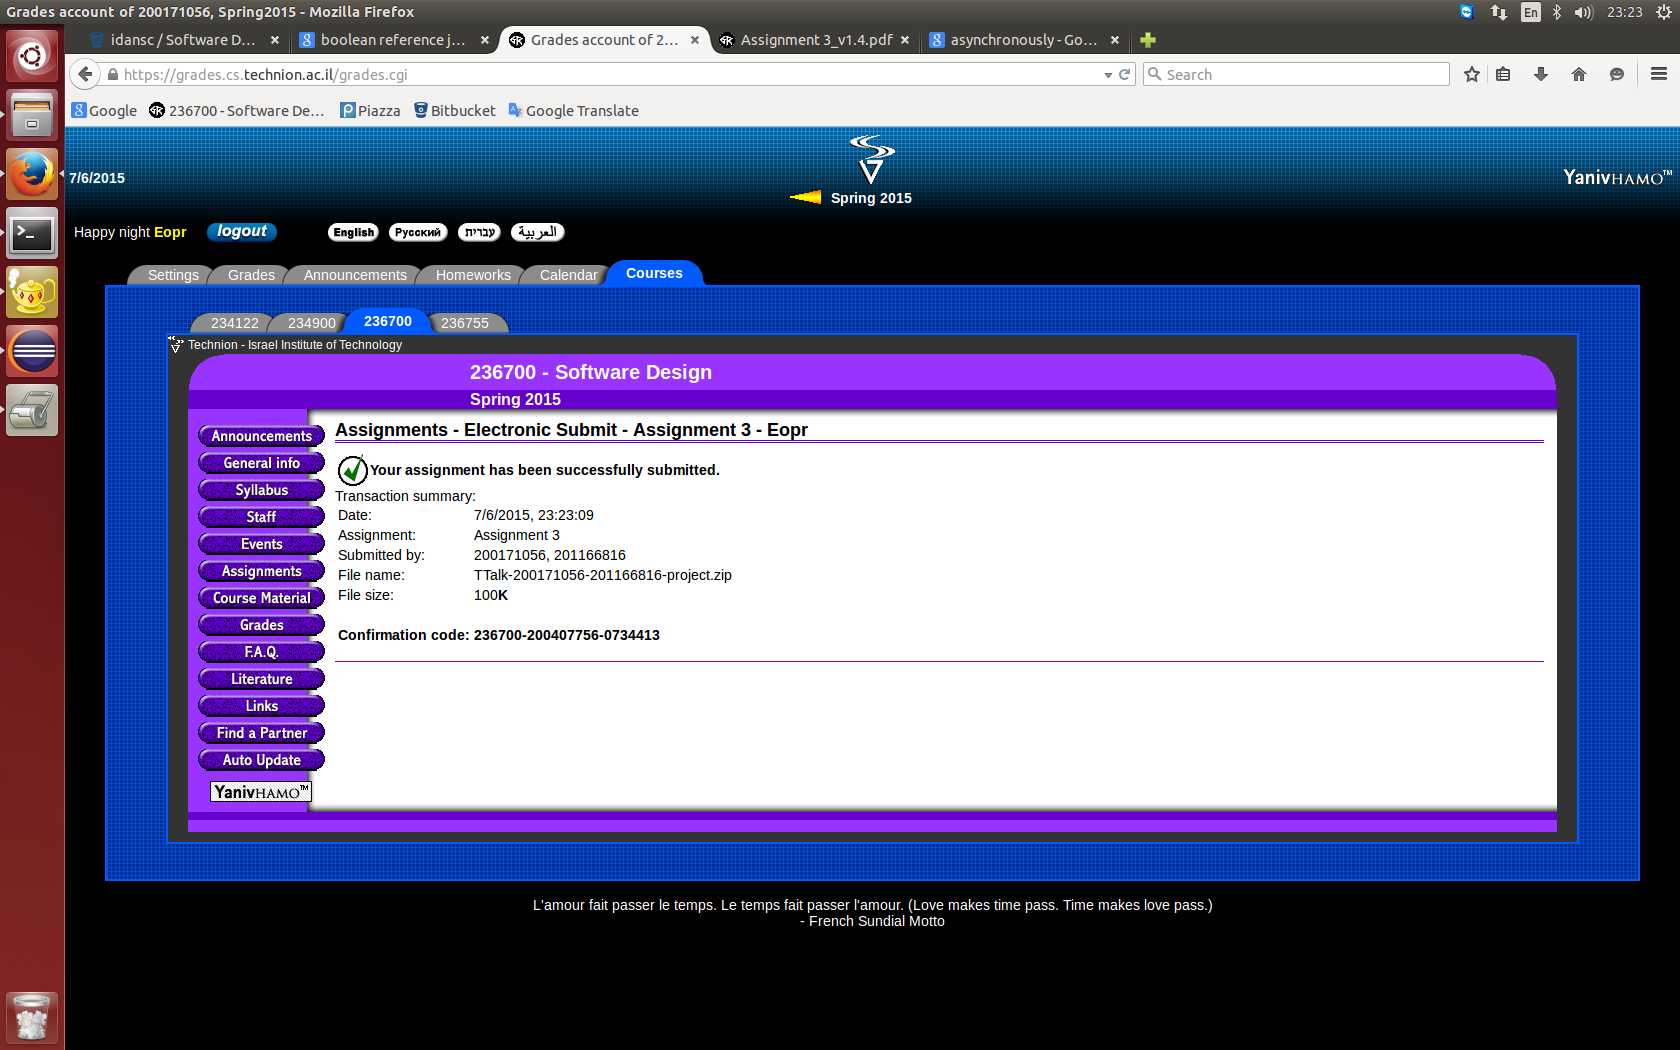 Grades account of 200171056, Spring2015 - Mozilla Firefox
En
23:23
idansc / Software D...
boolean reference j...
Grades account of 2...
Assignment 3_v1.4.pdf
asynchronously - Go...
https://grades.cs.technion.ac.il/grades.cgi
Search
Google
236700 - Software De...
Piazza
Bitbucket
Google Translate
7/6/2015
Spring 2015
YanivHAMO™
Happy night Eopr
logout
English
Русский
עברית
العربية
Settings
Grades
Announcements
Homeworks
Calendar
Courses
234122
234900
236700
236755
Technion - Israel Institute of Technology
236700 - Software Design
Spring 2015
Announcements
General info
Syllabus
Staff
Events
Assignments
Course Material
Grades
F.A.Q.
Literature
Links
Find a Partner
Auto Update
YanivHAMO™
Assignments - Electronic Submit - Assignment 3 - Eopr
Your assignment has been successfully submitted.
Transaction summary:
Date: 7/6/2015, 23:23:09
Assignment: Assignment 3
Submitted by: 200171056, 201166816
File name: TTalk-200171056-201166816-project.zip
File size: 100K
Confirmation code: 236700-200407756-0734413
L'amour fait passer le temps. Le temps fait passer l'amour. (Love makes time pass. Time makes love pass.)
- French Sundial Motto